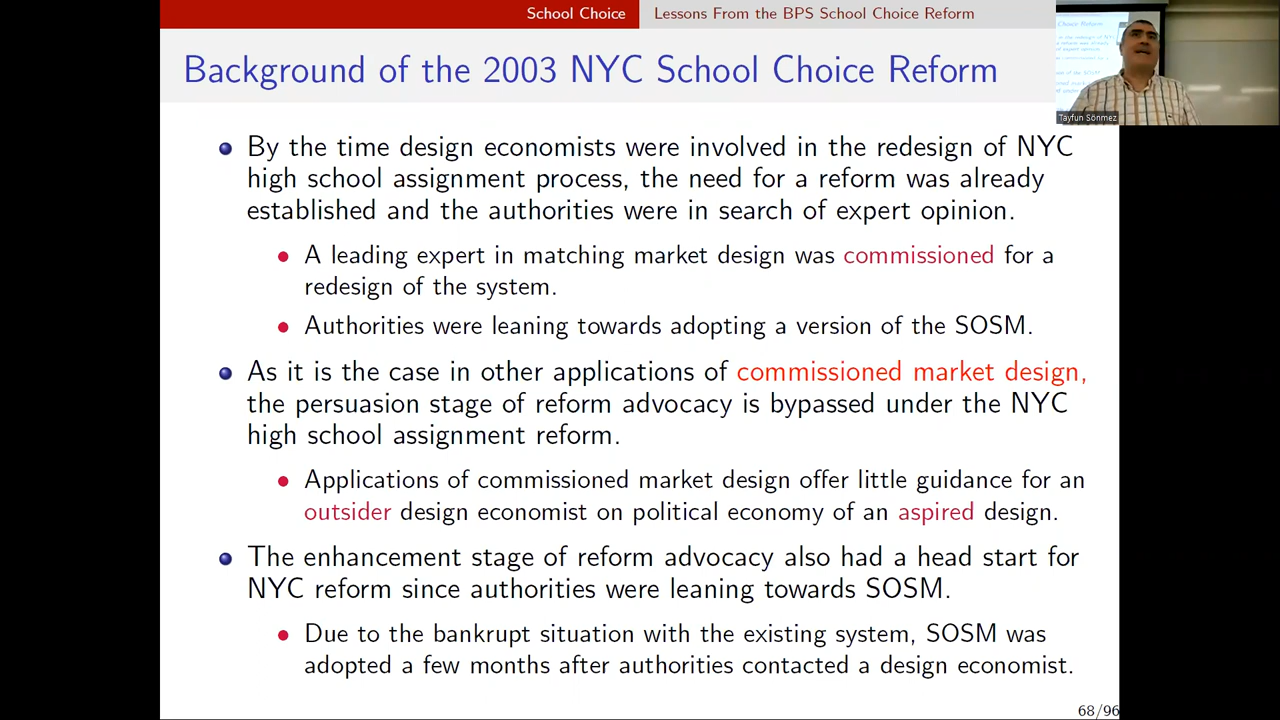 School Choice
Lessons From the BPS School Choice Reform
Background of the 2003 NYC School Choice Reform
By the time design economists were involved in the redesign of NYC
high school assignment process, the need for a reform was already
established and the authorities were in search of expert opinion.
A leading expert in matching market design was commissioned for a
redesign of the system.
Authorities were leaning towards adopting a version of the SOSM.
As it is the case in other applications of commissioned market design,
the persuasion stage of reform advocacy is bypassed under the NYC
high school assignment reform.
Applications of commissioned market design offer little guidance for an
outsider design economist on political economy of an aspired design.
The enhancement stage of reform advocacy also had a head start for
NYC reform since authorities were leaning towards SOSM.
Due to the bankrupt situation with the existing system, SOSM was
adopted a few months after authorities contacted a design economist.
68/96
Tayfun Sönmez